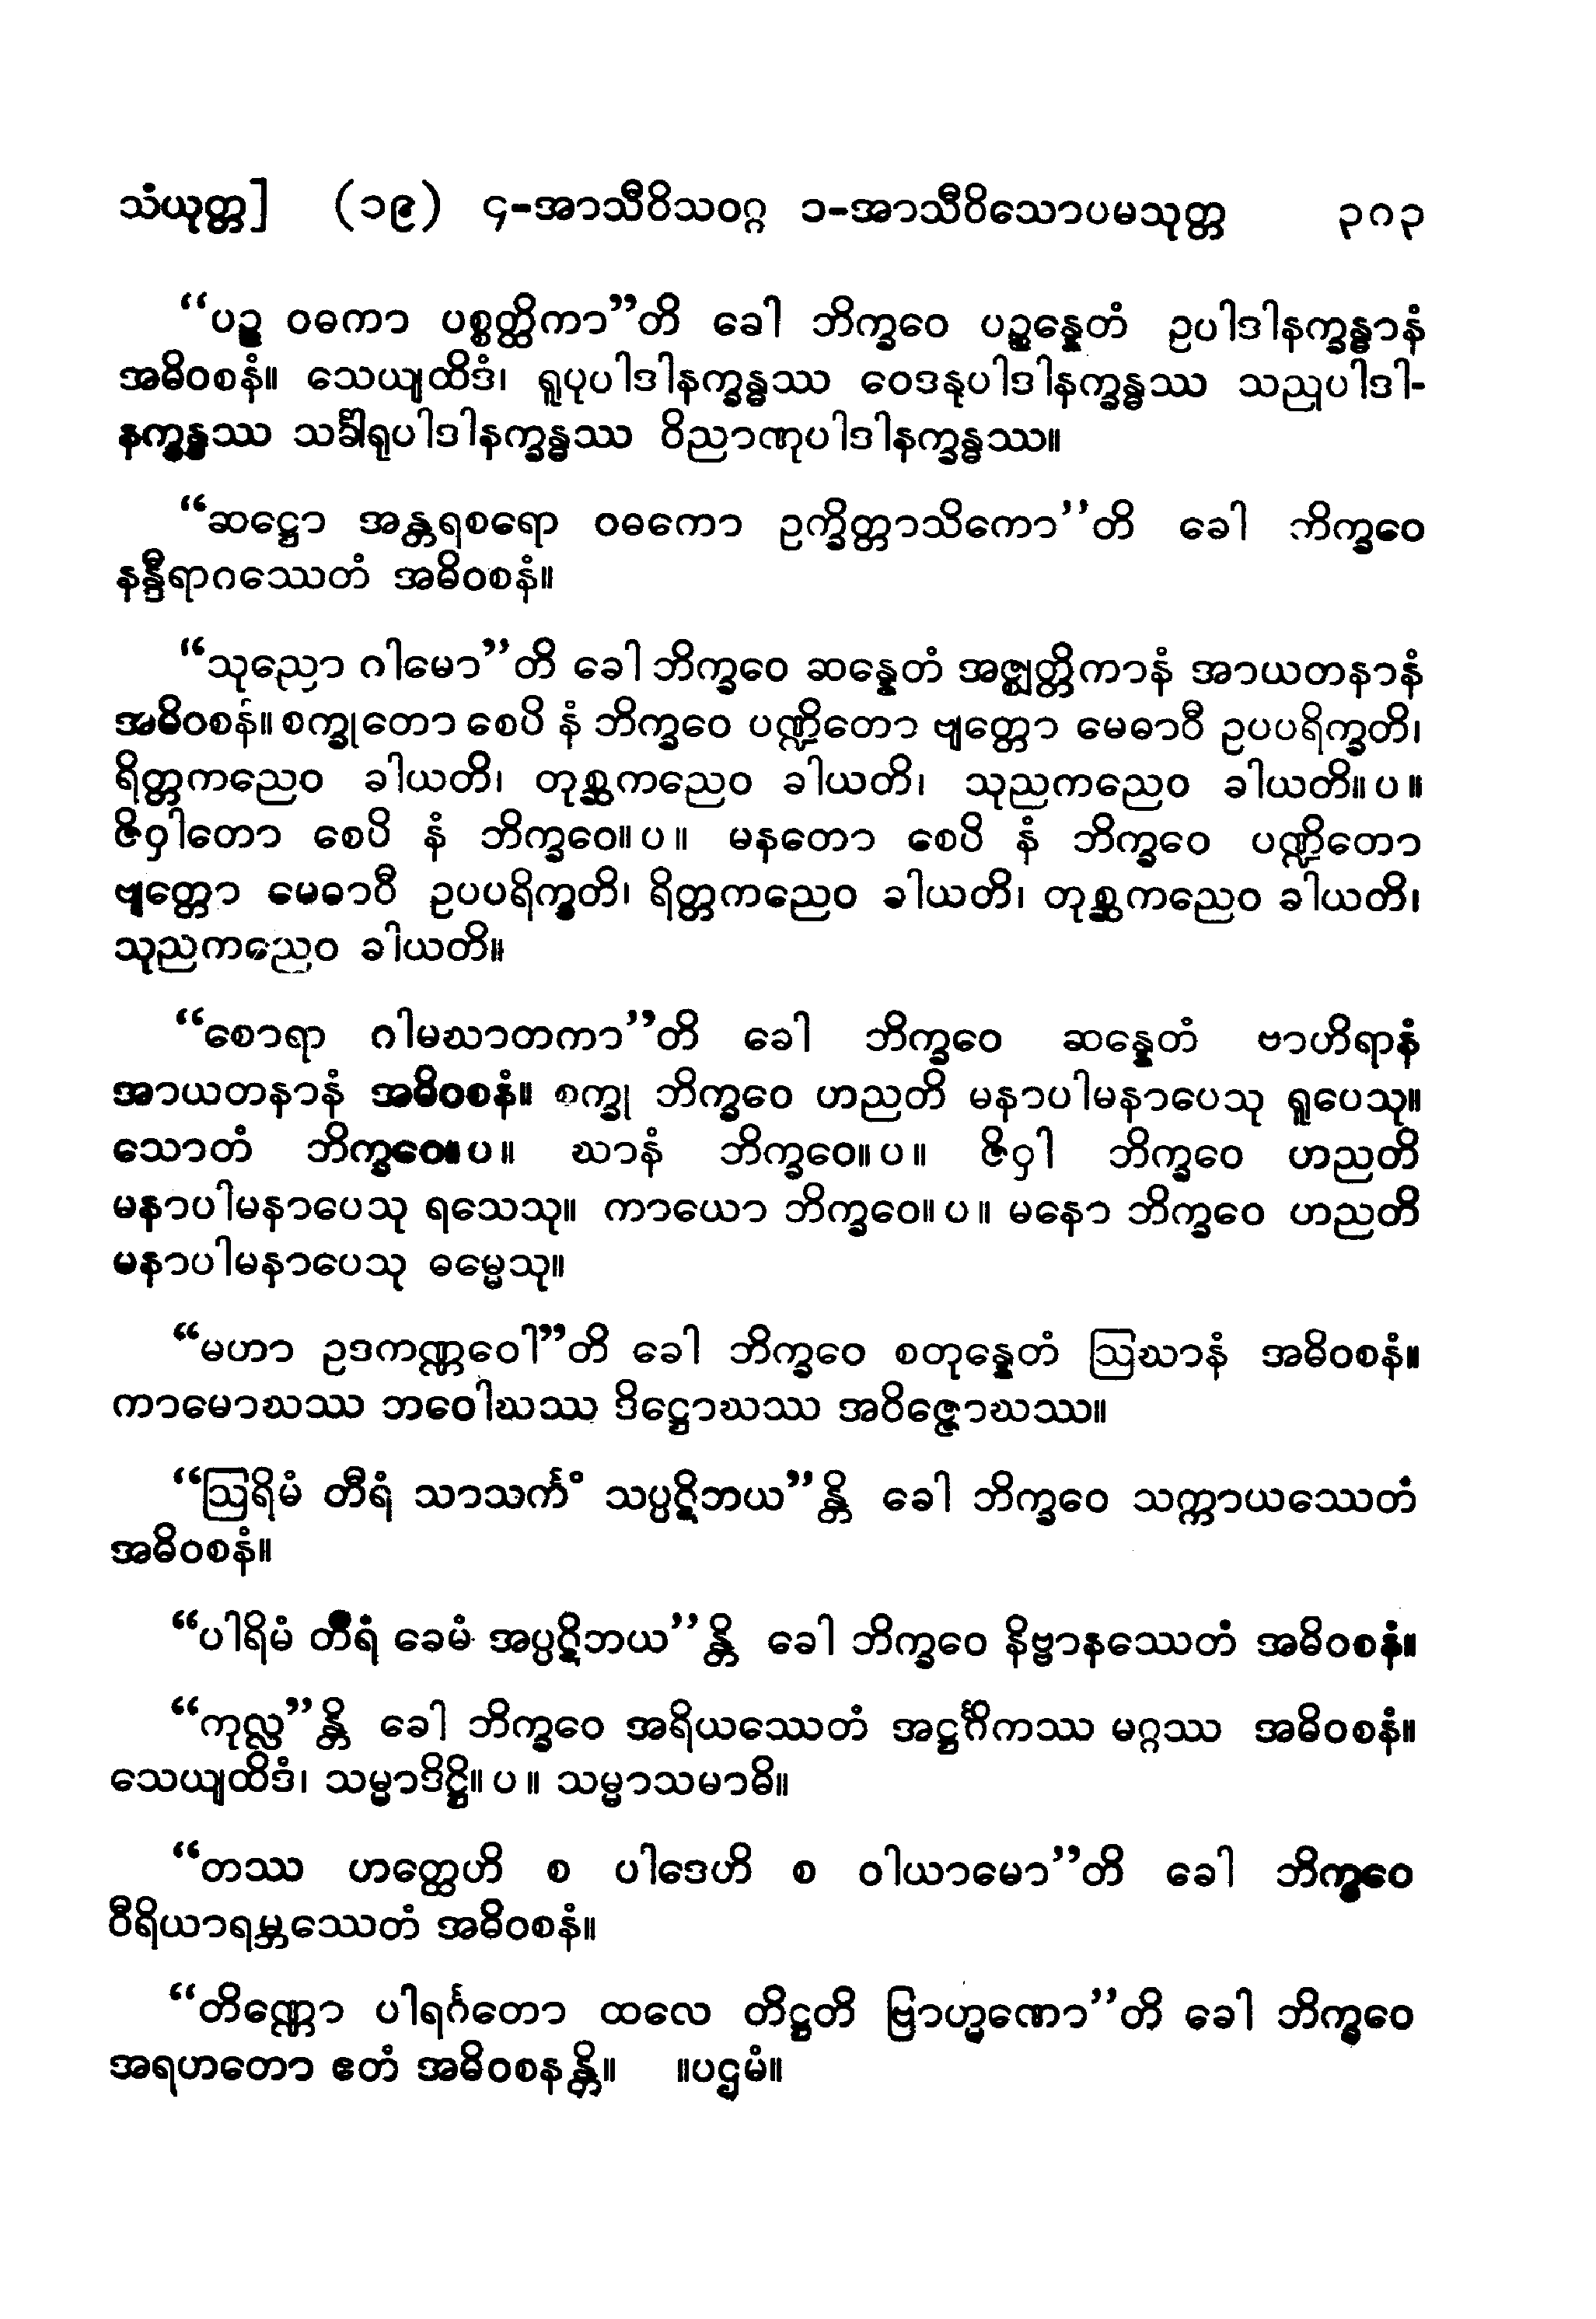 သံယုတ္တ] (၁၉) ၄-အာသီဝိသဝဂ္ဂ ၁-အာသီဝိသောပမသုတ္တ ၃၈၃
“ပဉ္စ ဝဓကာ ပစ္စတ္ထိကာ”တိ ခေါ ဘိက္ခဝေ ပဉ္စန္နေတံ ဥပါဒါနက္ခန္ဓာနံ
အဓိဝစနံ။ သေယျထိဒံ၊ ရူပုပါဒါနက္ခန္ဓဿ ဝေဒနုပါဒါနက္ခန္ဓဿ သညုပါဒါ-
နက္ခန္ဓဿ သင်္ခါရုပါဒါနက္ခန္ဓဿ ဝိညာဏုပါဒါနက္ခန္ဓဿ။
“ဆဋ္ဌော အန္တရစရော ဝဓကော ဥက္ခိတ္တာသိကော”တိ ခေါ ဘိက္ခဝေ
နန္ဒီရာဂဿေတံ အဓိဝစနံ။
“သုညော ဂါမော”တိ ခေါ ဘိက္ခဝေ ဆန္နေတံ အဇ္ဈတ္တိကာနံ အာယတနာနံ
အဓိဝစနံ။ စက္ခုတော စေပိ နံ ဘိက္ခဝေ ပဏ္ဍိတော ဗျတ္တော မေဓာဝီ ဥပပရိက္ခတိ၊
ရိတ္တကညေဝ ခါယတိ၊ တုစ္ဆကညေဝ ခါယတိ၊ သုညကညေဝ ခါယတိ။ ပ ။
ဇိဝှါတော စေပိ နံ ဘိက္ခဝေ။ ပ ။ မနတော စေပိ နံ ဘိက္ခဝေ ပဏ္ဍိတော
ဗျတ္တော မေဓာဝီ ဥပပရိက္ခတိ၊ ရိတ္တကညေဝ ခါယတိ၊ တုစ္ဆကညေဝ ခါယတိ၊
သုညကညေဝ ခါယတိ။
“စောရာ ဂါမဃာတကာ”တိ ခေါ ဘိက္ခဝေ ဆန္နေတံ ဗာဟိရာနံ
အာယတနာနံ အဓိဝစနံ။ စက္ခု ဘိက္ခဝေ ဟညတိ မနာပါမနာပေသု ရူပေသု။
သောတံ ဘိက္ခဝေ။ ပ ။ ဃာနံ ဘိက္ခဝေ။ ပ ။ ဇိဝှါ ဘိက္ခဝေ ဟညတိ
မနာပါမနာပေသု ရသေသု။ ကာယော ဘိက္ခဝေ။ ပ ။ မနော ဘိက္ခဝေ ဟညတိ
မနာပါမနာပေသု ဓမ္မေသု။
“မဟာ ဥဒကဏ္ဏဝေါ”တိ ခေါ ဘိက္ခဝေ စတုန္နေတံ ဩဃာနံ အဓိဝစနံ။
ကာမောဃဿ ဘဝေါဃဿ ဒိဋ္ဌောဃဿ အဝိဇ္ဇောဃဿ။
“ဩရိမံ တီရံ သာသင်္ကံ သပ္ပဋိဘယ”န္တိ ခေါ ဘိက္ခဝေ သက္ကာယဿေတံ
အဓိဝစနံ။
“ပါရိမံ တီရံ ခေမံ အပ္ပဋိဘယ”န္တိ ခေါ ဘိက္ခဝေ နိဗ္ဗာနဿေတံ အဓိဝစနံ။
“ကုလ္လ”န္တိ ခေါ ဘိက္ခဝေ အရိယဿေတံ အဋ္ဌင်္ဂိကဿ မဂ္ဂဿ အဓိဝစနံ။
သေယျထိဒံ၊ သမ္မာဒိဋ္ဌိ။ ပ ။ သမ္မာသမာဓိ။
“တဿ ဟတ္ထေဟိ စ ပါဒေဟိ စ ဝါယာမော”တိ ခေါ ဘိက္ခဝေ
ဝီရိယာရမ္ဘဿေတံ အဓိဝစနံ။
“တိဏ္ဏော ပါရင်္ဂတော ထလေ တိဋ္ဌတိ ဗြာဟ္မဏော”တိ ခေါ ဘိက္ခဝေ
အရဟတော ဧတံ အဓိဝစနန္တိ။ ။ပဌမံ။